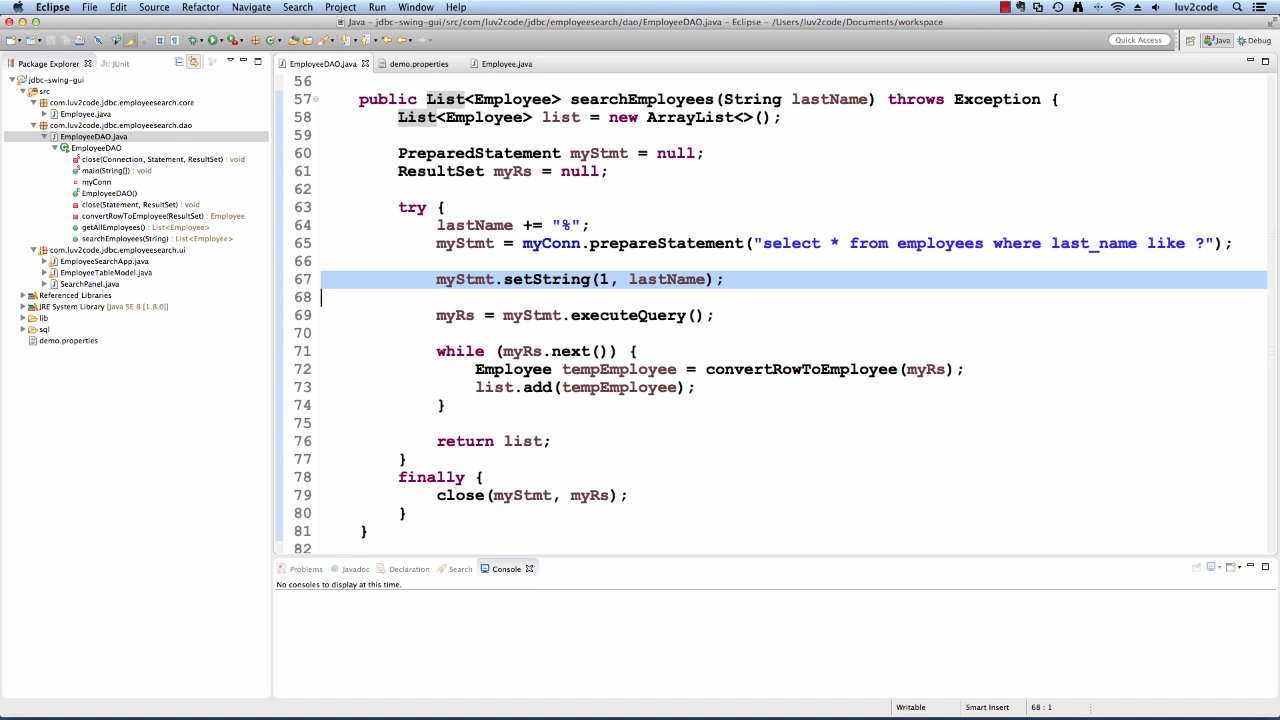 Eclipse File Edit Source Refactor Navigate Search Project Run Window Help luv2code
Java - jdbc-swing-gui/src/com/luv2code/jdbc/employeesearch/dao/EmployeeDAO.java - Eclipse - /Users/luv2code/Documents/workspace
Quick Access Java Debug
Package Explorer JUnit
jdbc-swing-gui
src
com.luv2code.jdbc.employeesearch.core
Employee.java
com.luv2code.jdbc.employeesearch.dao
EmployeeDAO.java
EmployeeDAO
close(Connection, Statement, ResultSet) : void
main(String[]) : void
myConn
EmployeeDAO()
close(Statement, ResultSet) : void
convertRowToEmployee(ResultSet) : Employee
getAllEmployees() : List<Employee>
searchEmployees(String) : List<Employee>
com.luv2code.jdbc.employeesearch.ui
EmployeeSearchApp.java
EmployeeTableModel.java
SearchPanel.java
Referenced Libraries
JRE System Library [Java SE 8 [1.8.0]]
lib
sql
demo.properties
EmployeeDAO.java demo.properties Employee.java
56
57 public List<Employee> searchEmployees(String lastName) throws Exception {
58 List<Employee> list = new ArrayList<>();
59
60 PreparedStatement myStmt = null;
61 ResultSet myRs = null;
62
63 try {
64 lastName += "%";
65 myStmt = myConn.prepareStatement("select * from employees where last_name like ?");
66
67 myStmt.setString(1, lastName);
68
69 myRs = myStmt.executeQuery();
70
71 while (myRs.next()) {
72 Employee tempEmployee = convertRowToEmployee(myRs);
73 list.add(tempEmployee);
74 }
75
76 return list;
77 }
78 finally {
79 close(myStmt, myRs);
80 }
81 }
82
Problems Javadoc Declaration Search Console
No consoles to display at this time.
Writable Smart Insert 68 : 1